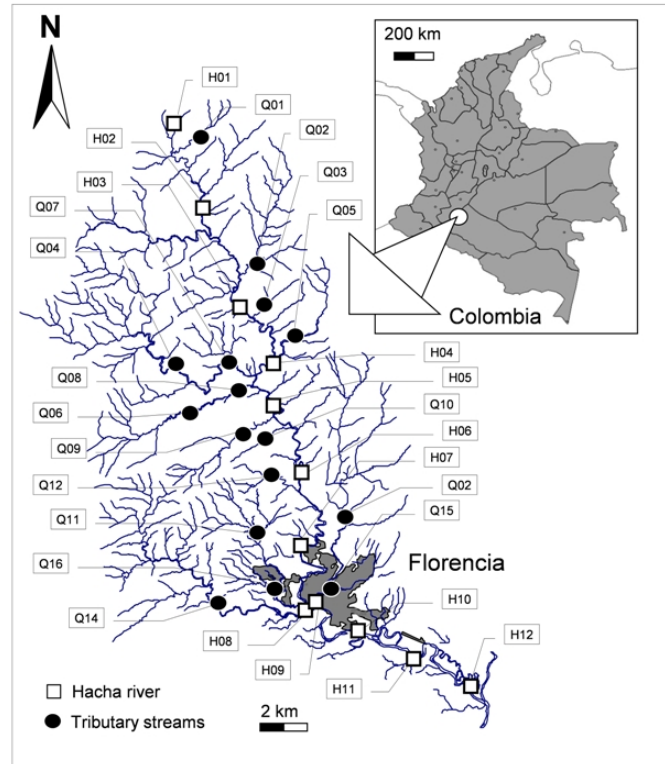 N
200 km
H01
Q01
H02
Q02
H03
Q03
Q07
Q05
Q04
Colombia
H04
Q08
H05
Q06
Q10
Q09
H06
Q12
H07
Q11
Q02
Q15
Q16
Florencia
H10
Q14
H08
H12
H09
H11
Hacha river
Tributary streams
2 km